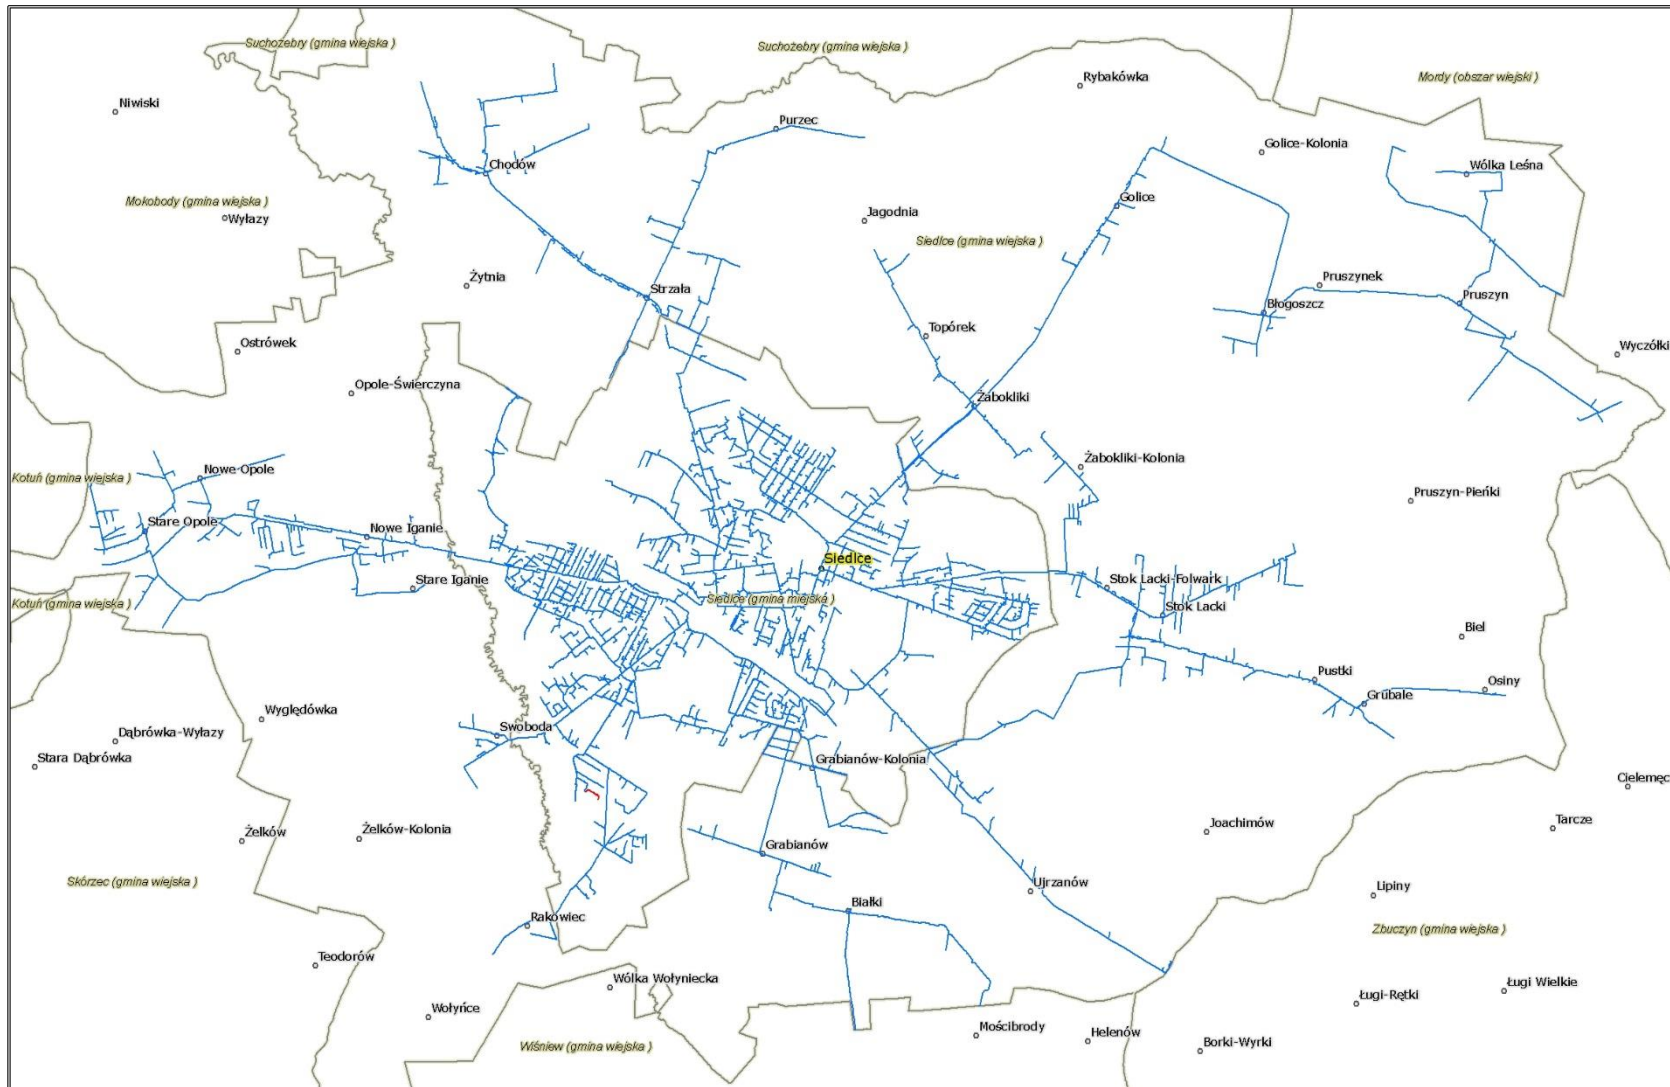 Suchożebry (gmina wiejska )
Suchożebry (gmina wiejska )
Mordy (obszar wiejski )
Rybakówka
Niwiski
Purzec
Golice-Kolonia
Chodów
Wólka Leśna
Mokobody (gmina wiejska )
Golice
Wyłazy
Jagodnia
Siedlce (gmina wiejska )
Żytnia
Pruszynek
Strzała
Pruszyn
Błogoszcz
Topórek
Ostrówek
Wyczółki
Opole-Świerczyna
Żabokliki
Żabokliki-Kolonia
Nowe Opole
Kotuń (gmina wiejska )
Pruszyn-Pieńki
Stare Opole
Nowe Iganie
Siedlce
Stare Iganie
Stok Lacki-Folwark
Kotuń (gmina wiejska )
Siedlce (gmina miejska )
Stok Lacki
Biel
Pustki
Osiny
Grubale
Wyględówka
Swoboda
Dąbrówka-Wyłazy
Stara Dąbrówka
Grabianów-Kolonia
Cielemęc
Tarcze
Joachimów
Żelków
Żelków-Kolonia
Grabianów
Skórzec (gmina wiejska )
Ujrzanów
Lipiny
Białki
Rakowiec
Zbuczyn (gmina wiejska )
Teodorów
Wólka Wołyniecka
Ługi Wielkie
Ługi-Rętki
Wołyńce
Mościbrody
Helenów
Wiśniew (gmina wiejska )
Borki-Wyrki